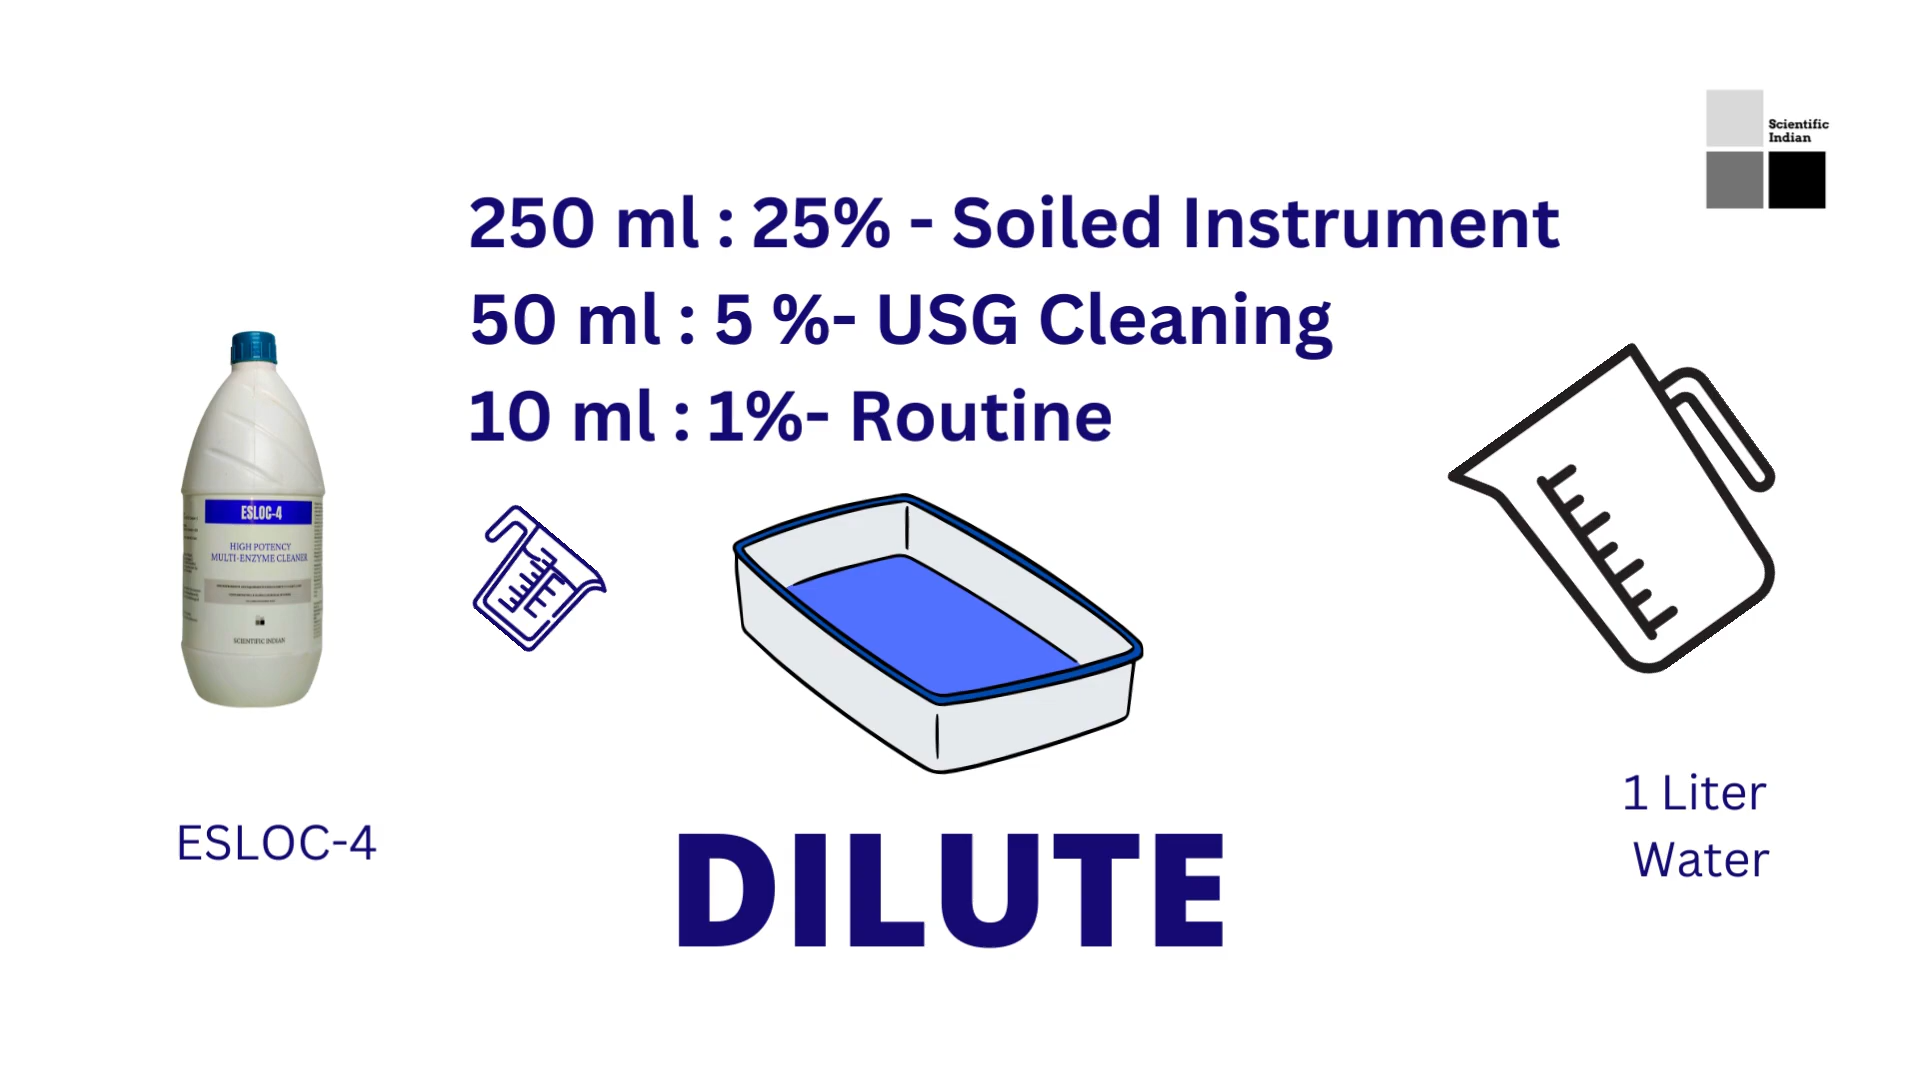 Scientific
Indian
250 ml : 25% - Soiled Instrument
50 ml : 5 %- USG Cleaning
10 ml : 1%- Routine
ESLOC-4
HIGH POTENCY
MULTI-ENZYME CLEANER
SCIENTIFIC INDIAN
ESLOC-4
DILUTE
1 Liter
Water